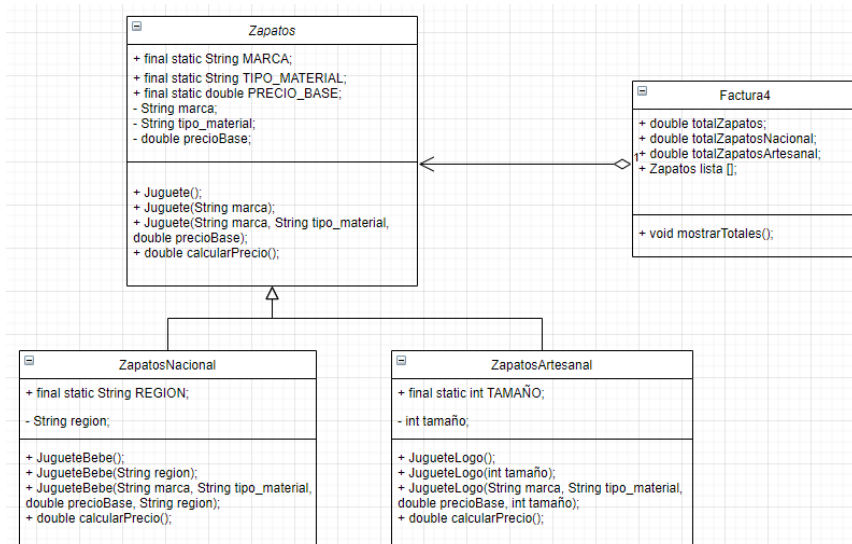 Zapatos
+ final static String MARCA;
+ final static String TIPO_MATERIAL;
+ final static double PRECIO_BASE;
- String marca;
- String tipo_material;
- double precioBase;
+ Juguete();
+ Juguete(String marca);
+ Juguete(String marca, String tipo_material,
double precioBase);
+ double calcularPrecio();
Factura4
+ double totalZapatos;
+ double totalZapatosNacional;
+ double totalZapatosArtesanal;
+ Zapatos lista [];
+ void mostrarTotales();
1
ZapatosNacional
+ final static String REGION;
- String region;
+ JugueteBebe();
+ JugueteBebe(String region);
+ JugueteBebe(String marca, String tipo_material,
double precioBase, String region);
+ double calcularPrecio();
ZapatosArtesanal
+ final static int TAMAÑO;
- int tamaño;
+ JugueteLogo();
+ JugueteLogo(int tamaño);
+ JugueteLogo(String marca, String tipo_material,
double precioBase, int tamaño);
+ double calcularPrecio();